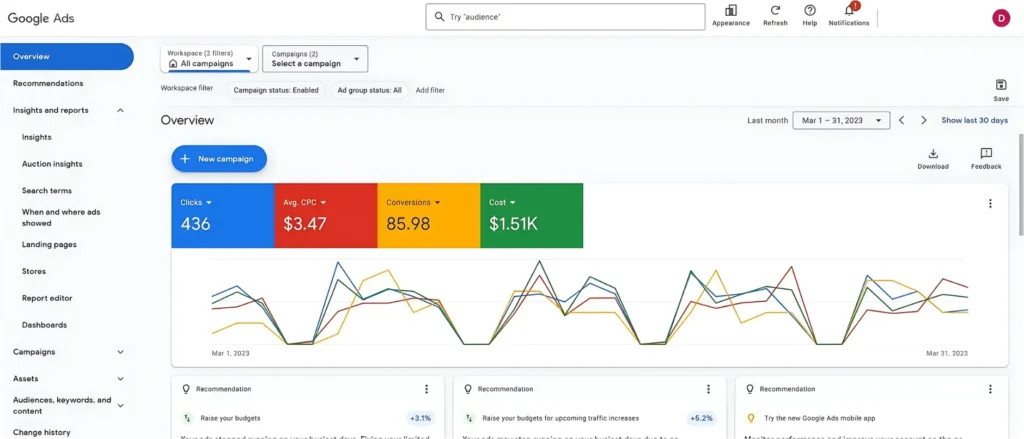 Google Ads
Try "audience"
Appearance
Refresh
Help
Notifications
!
D
Overview
Recommendations
Insights and reports
Insights
Auction insights
Search terms
When and where ads
showed
Landing pages
Stores
Report editor
Dashboards
Campaigns
Assets
Audiences, keywords, and
content
Change history
Workspace (2 filters)
All campaigns
Campaigns (2)
Select a campaign
Workspace filter
Campaign status: Enabled
Ad group status: All
Add filter
Save
Overview
Last month
Mar 1 – 31, 2023
Show last 30 days
New campaign
Download
Feedback
Clicks
436
Avg. CPC
$3.47
Conversions
85.98
Cost
$1.51K
Mar 1, 2023
Mar 31, 2023
Recommendation
Raise your budgets
+3.1%
Recommendation
Raise your budgets for upcoming traffic increases
+5.2%
Recommendation
Try the new Google Ads mobile app